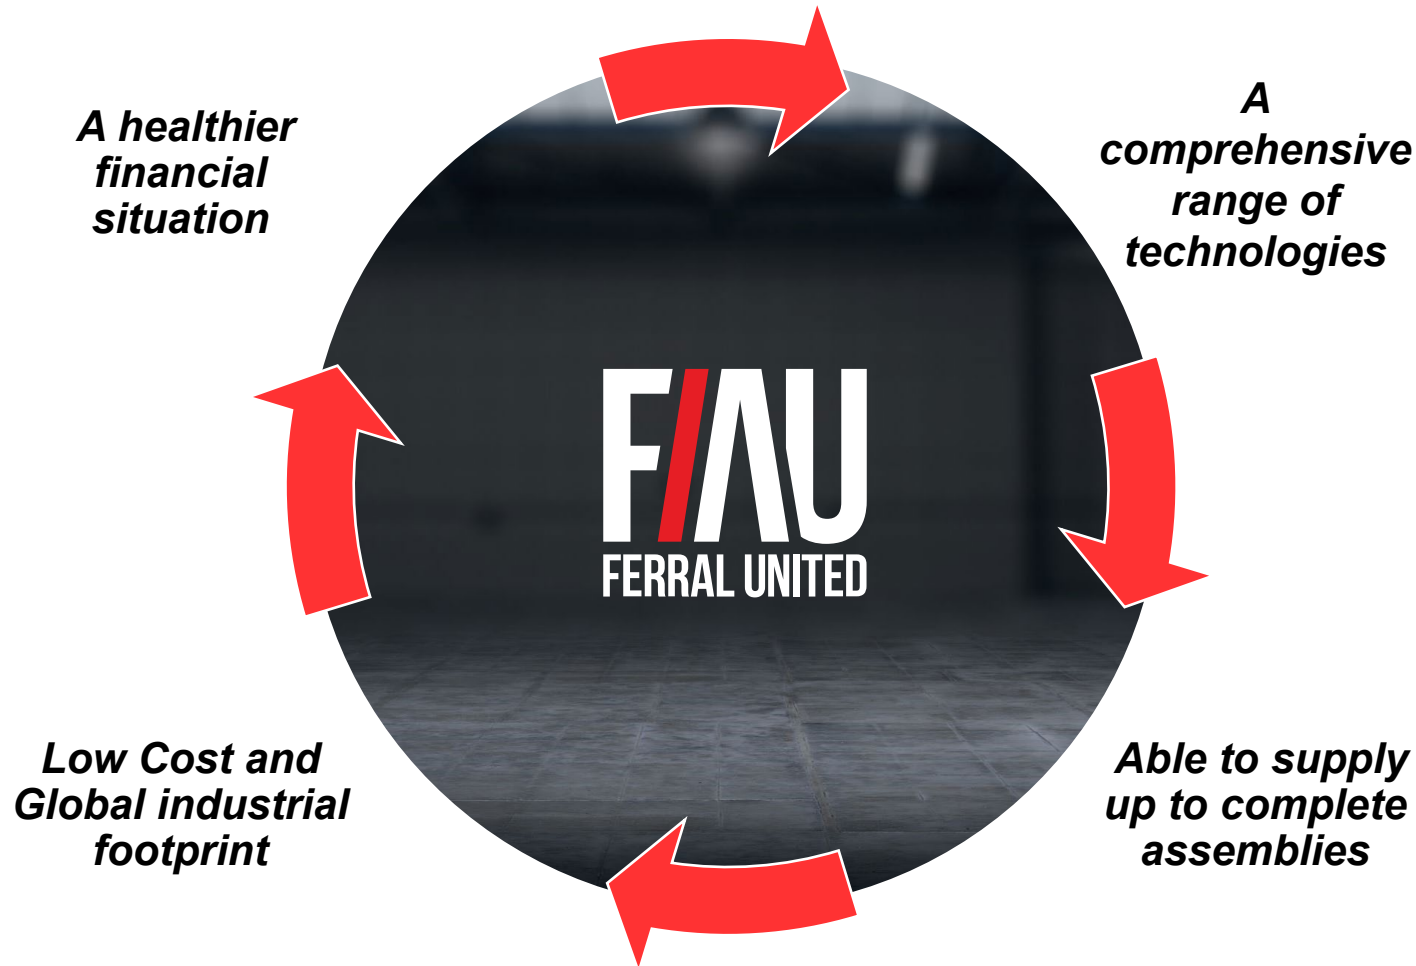 A healthier
financial
situation
A
comprehensive
range of
technologies
F/AU
FERRAL UNITED
Low Cost and
Global industrial
footprint
Able to supply
up to complete
assemblies